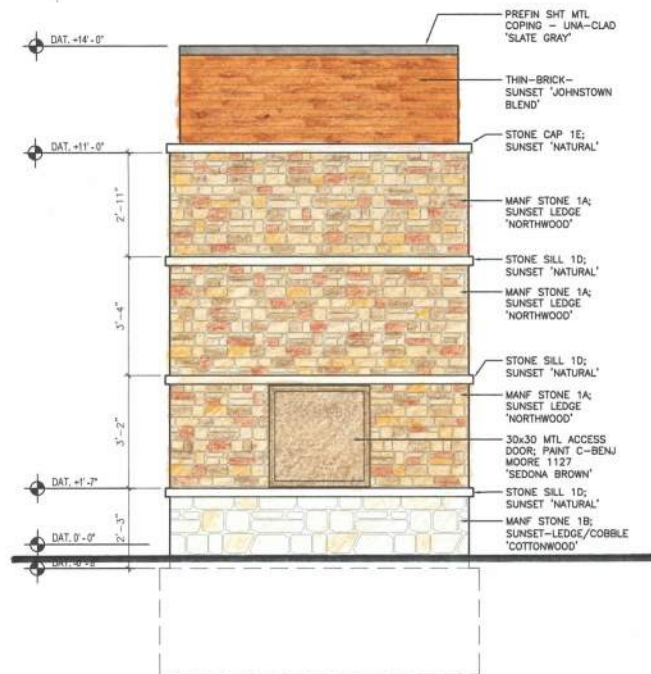 PREFIN SHT MTL
COPING - UNA-CLAD
'SLATE GRAY'
DAT. +14'-0"
THIN-BRICK-
SUNSET 'JOHNSTOWN
BLEND'
STONE CAP 1E;
SUNSET 'NATURAL'
DAT. +11'-0"
2'-11"
MANF STONE 1A;
SUNSET LEDGE
'NORTHWOOD'
STONE SILL 1D;
SUNSET 'NATURAL'
3'-4"
MANF STONE 1A;
SUNSET LEDGE
'NORTHWOOD'
STONE SILL 1D;
SUNSET 'NATURAL'
3'-2"
MANF STONE 1A;
SUNSET LEDGE
'NORTHWOOD'
30x30 MTL ACCESS
DOOR; PAINT C-BENJ
MOORE 1127
'SEDONA BROWN'
DAT. +1'-7"
STONE SILL 1D;
SUNSET 'NATURAL'
2'-3"
MANF STONE 1B;
SUNSET-LEDGE/COBBLE
'COTTONWOOD'
DAT. 0'-0"
DAT.